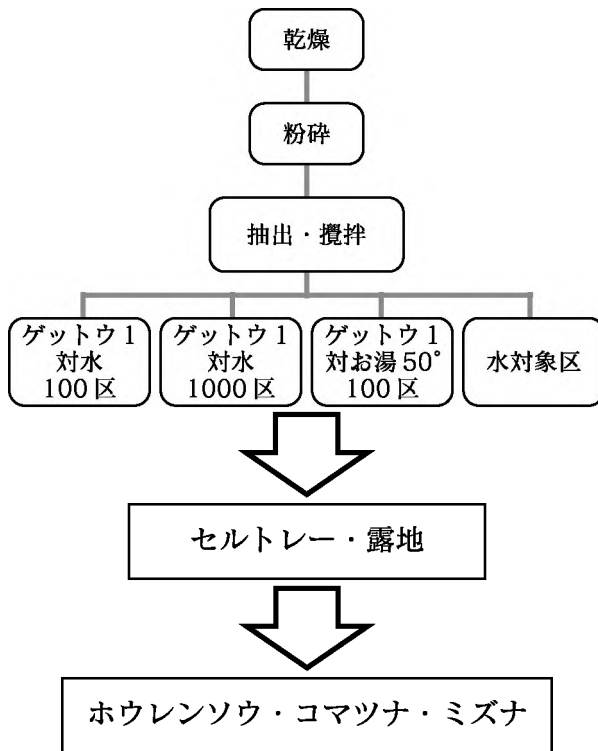 乾燥
粉砕
抽出・攪拌
ゲットウ1
対水
100区
ゲットウ1
対水
1000区
ゲットウ1
対お湯50°
100区
水対象区
セルトレー・露地
ホウレンソウ・コマツナ・ミズナ